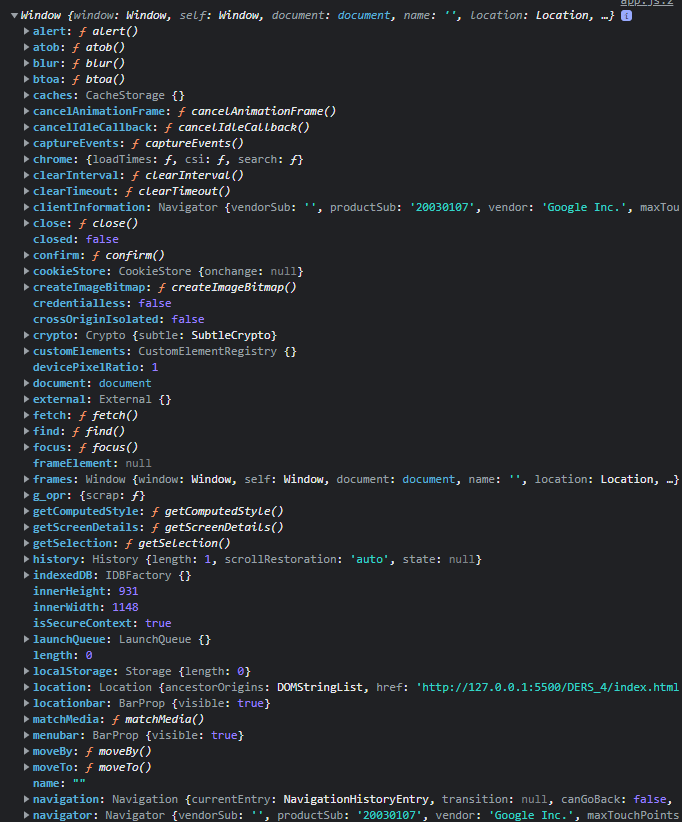 app.js:2
Window {window: Window, self: Window, document: document, name: '', location: Location, …}
alert: ƒ alert()
atob: ƒ atob()
blur: ƒ blur()
btoa: ƒ btoa()
caches: CacheStorage {}
cancelAnimationFrame: ƒ cancelAnimationFrame()
cancelIdleCallback: ƒ cancelIdleCallback()
captureEvents: ƒ captureEvents()
chrome: {loadTimes: ƒ, csi: ƒ, search: ƒ}
clearInterval: ƒ clearInterval()
clearTimeout: ƒ clearTimeout()
clientInformation: Navigator {vendorSub: '', productSub: '20030107', vendor: 'Google Inc.', maxTou
close: ƒ close()
closed: false
confirm: ƒ confirm()
cookieStore: CookieStore {onchange: null}
createImageBitmap: ƒ createImageBitmap()
credentialless: false
crossOriginIsolated: false
crypto: Crypto {subtle: SubtleCrypto}
customElements: CustomElementRegistry {}
devicePixelRatio: 1
document: document
external: External {}
fetch: ƒ fetch()
find: ƒ find()
focus: ƒ focus()
frameElement: null
frames: Window {window: Window, self: Window, document: document, name: '', location: Location, …}
g_opr: {scrap: ƒ}
getComputedStyle: ƒ getComputedStyle()
getScreenDetails: ƒ getScreenDetails()
getSelection: ƒ getSelection()
history: History {length: 1, scrollRestoration: 'auto', state: null}
indexedDB: IDBFactory {}
innerHeight: 931
innerWidth: 1148
isSecureContext: true
launchQueue: LaunchQueue {}
length: 0
localStorage: Storage {length: 0}
location: Location {ancestorOrigins: DOMStringList, href: 'http://127.0.0.1:5500/DERS_4/index.html
locationbar: BarProp {visible: true}
matchMedia: ƒ matchMedia()
menubar: BarProp {visible: true}
moveBy: ƒ moveBy()
moveTo: ƒ moveTo()
name: ""
navigation: Navigation {currentEntry: NavigationHistoryEntry, transition: null, canGoBack: false,
navigator: Navigator {vendorSub: '', productSub: '20030107', vendor: 'Google Inc.', maxTouchPoints